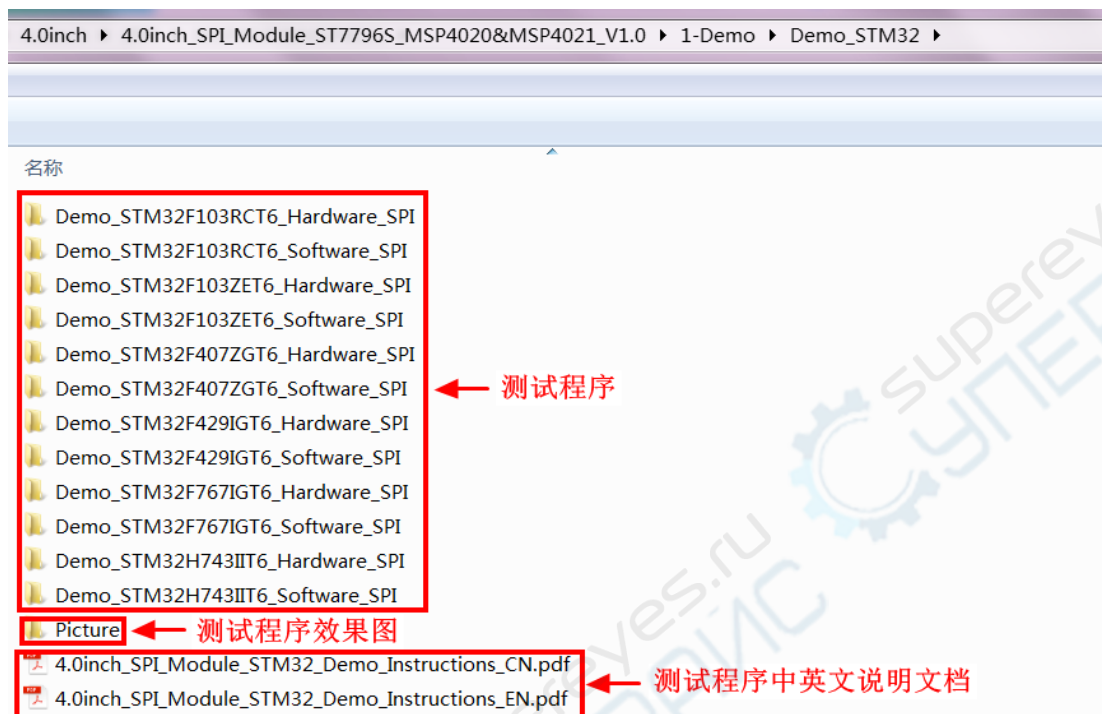 4.0inch ▸ 4.0inch_SPI_Module_ST7796S_MSP4020&MSP4021_V1.0 ▸ 1-Demo ▸ Demo_STM32 ▸
名称
Demo_STM32F103RCT6_Hardware_SPI
Demo_STM32F103RCT6_Software_SPI
Demo_STM32F103ZET6_Hardware_SPI
Demo_STM32F103ZET6_Software_SPI
Demo_STM32F407ZGT6_Hardware_SPI
Demo_STM32F407ZGT6_Software_SPI
测试程序
Demo_STM32F429IGT6_Hardware_SPI
Demo_STM32F429IGT6_Software_SPI
Demo_STM32F767IGT6_Hardware_SPI
Demo_STM32F767IGT6_Software_SPI
Demo_STM32H743IIT6_Hardware_SPI
Demo_STM32H743IIT6_Software_SPI
Picture 测试程序效果图
4.0inch_SPI_Module_STM32_Demo_Instructions_CN.pdf
测试程序中英文说明文档
4.0inch_SPI_Module_STM32_Demo_Instructions_EN.pdf